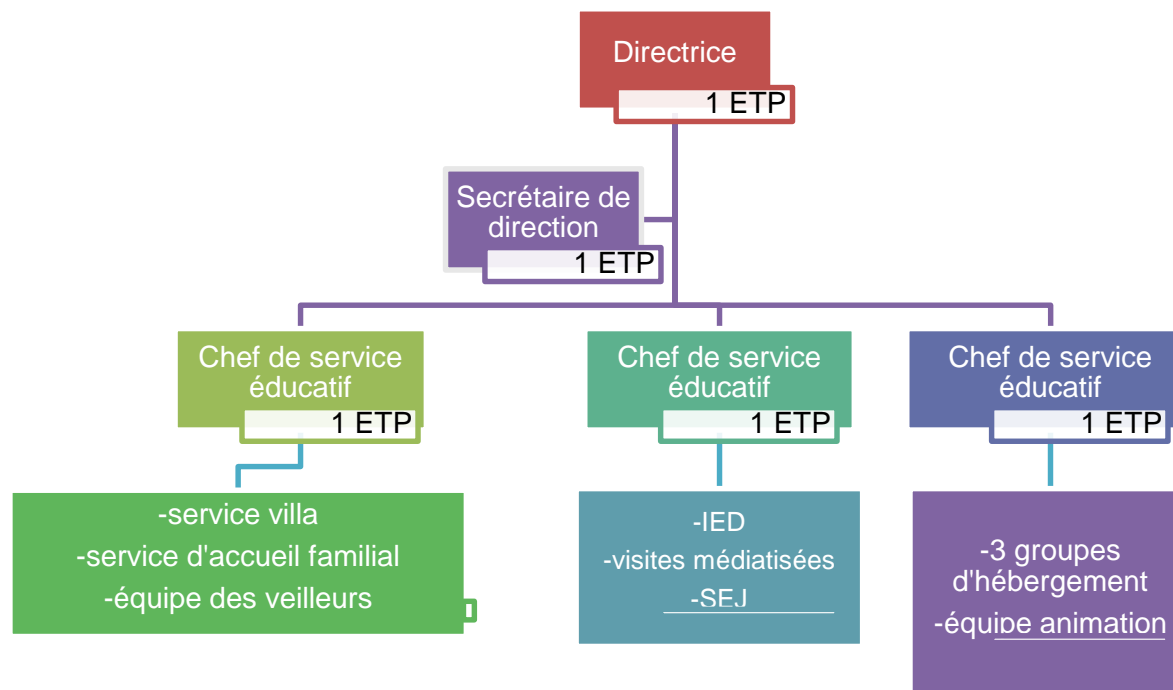 Directrice
1 ETP
Secrétaire de
direction
1 ETP
Chef de service
éducatif
1 ETP
Chef de service
éducatif
1 ETP
Chef de service
éducatif
1 ETP
-service villa
-service d'accueil familial
-équipe des veilleurs
-IED
-visites médiatisées
-SEJ
-3 groupes
d'hébergement
-équipe animation